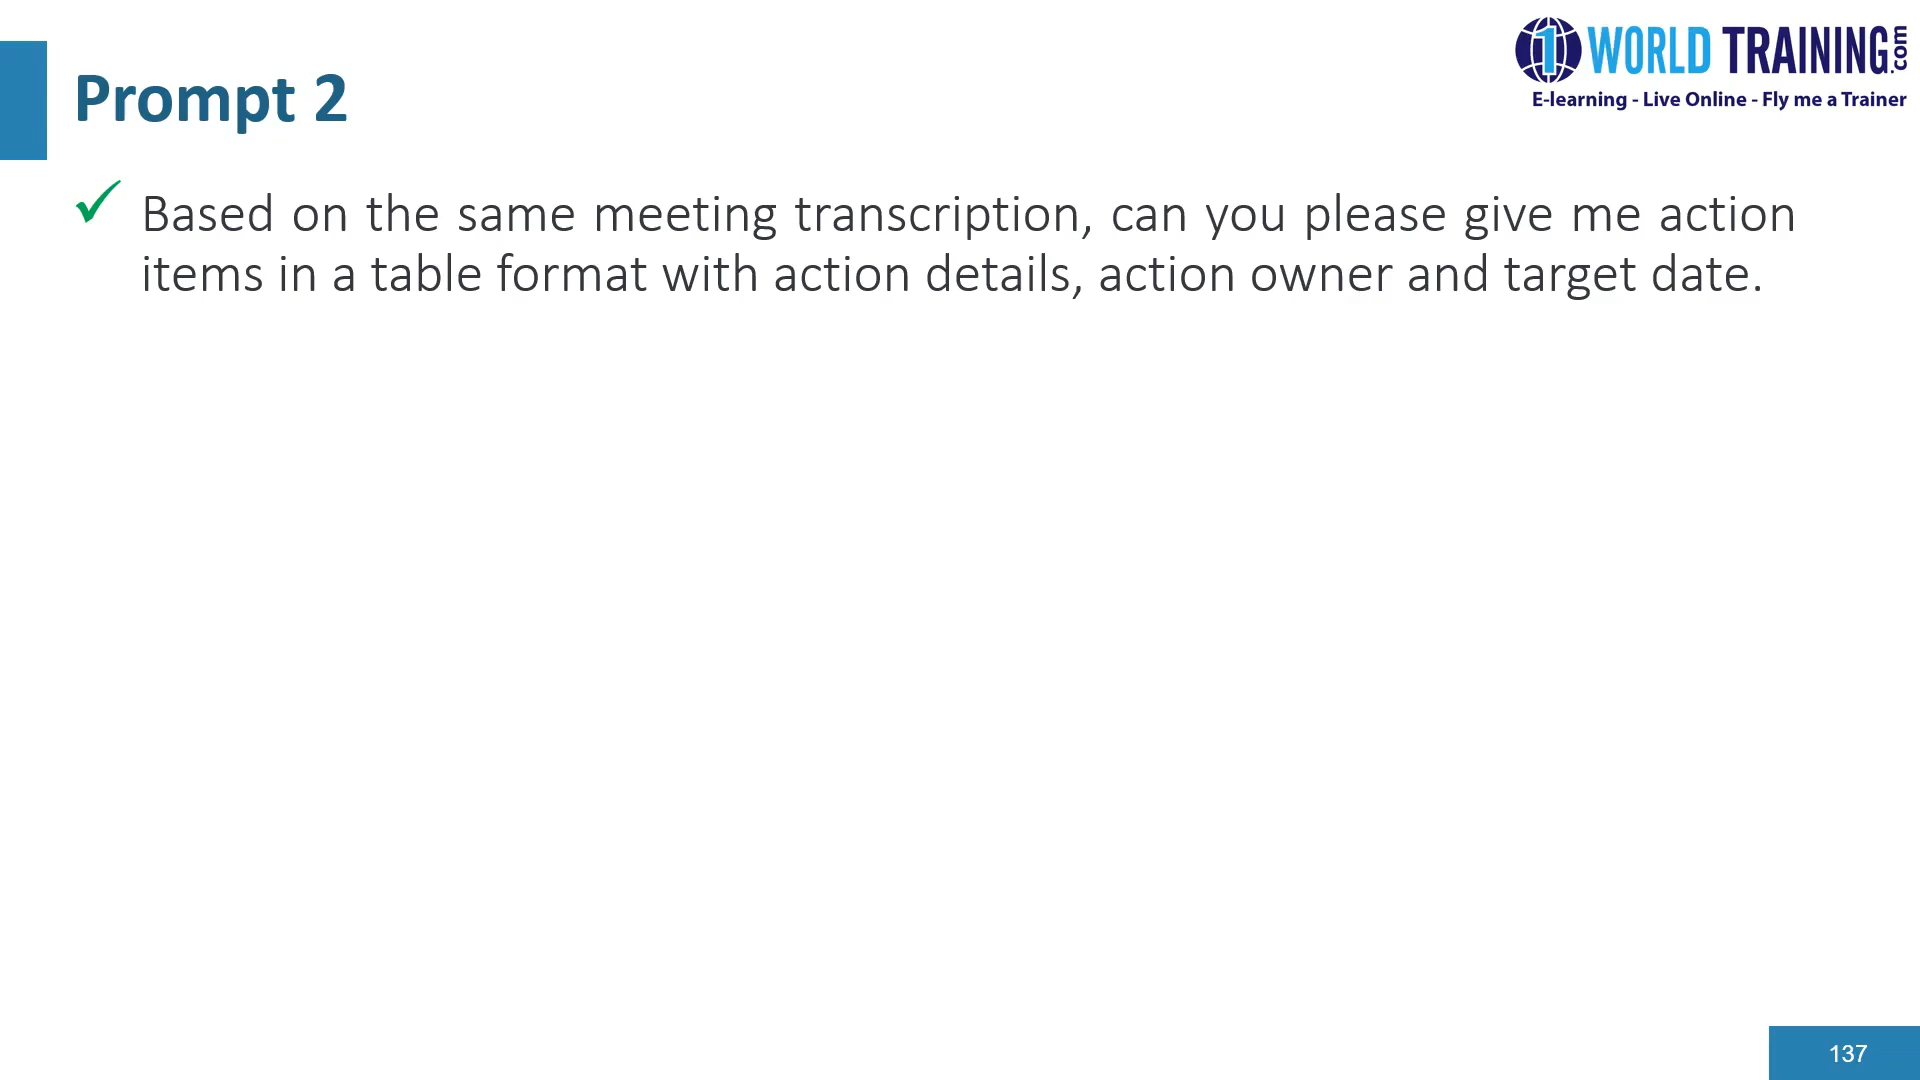 Prompt 2
1 WORLD TRAINING.com
E-learning - Live Online - Fly me a Trainer
✓ Based on the same meeting transcription, can you please give me action
items in a table format with action details, action owner and target date.
137